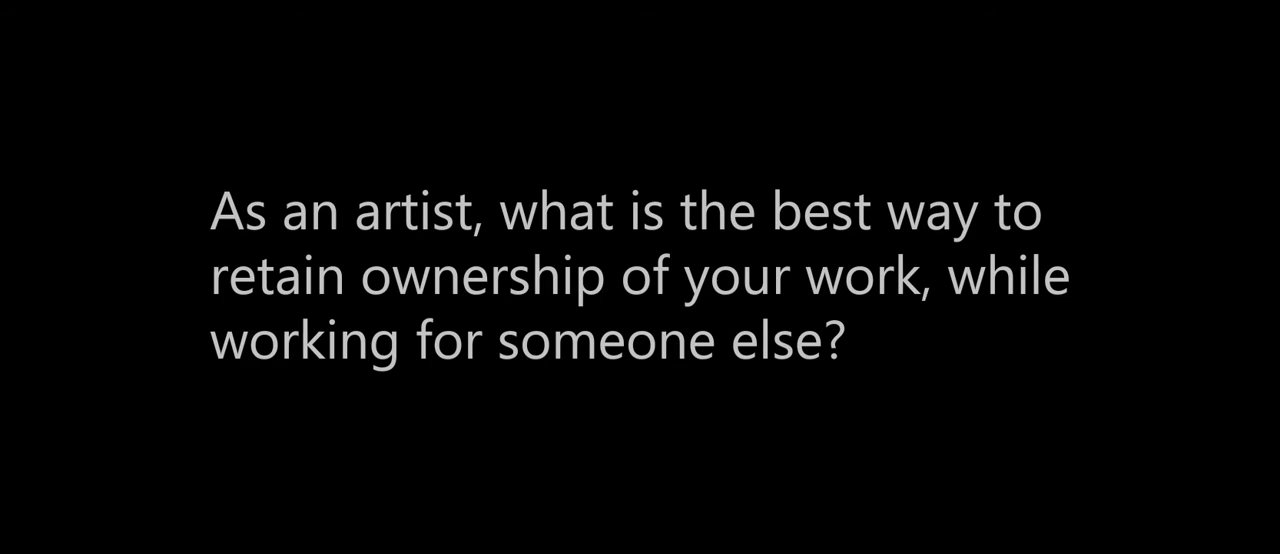 As an artist, what is the best way to
retain ownership of your work, while
working for someone else?